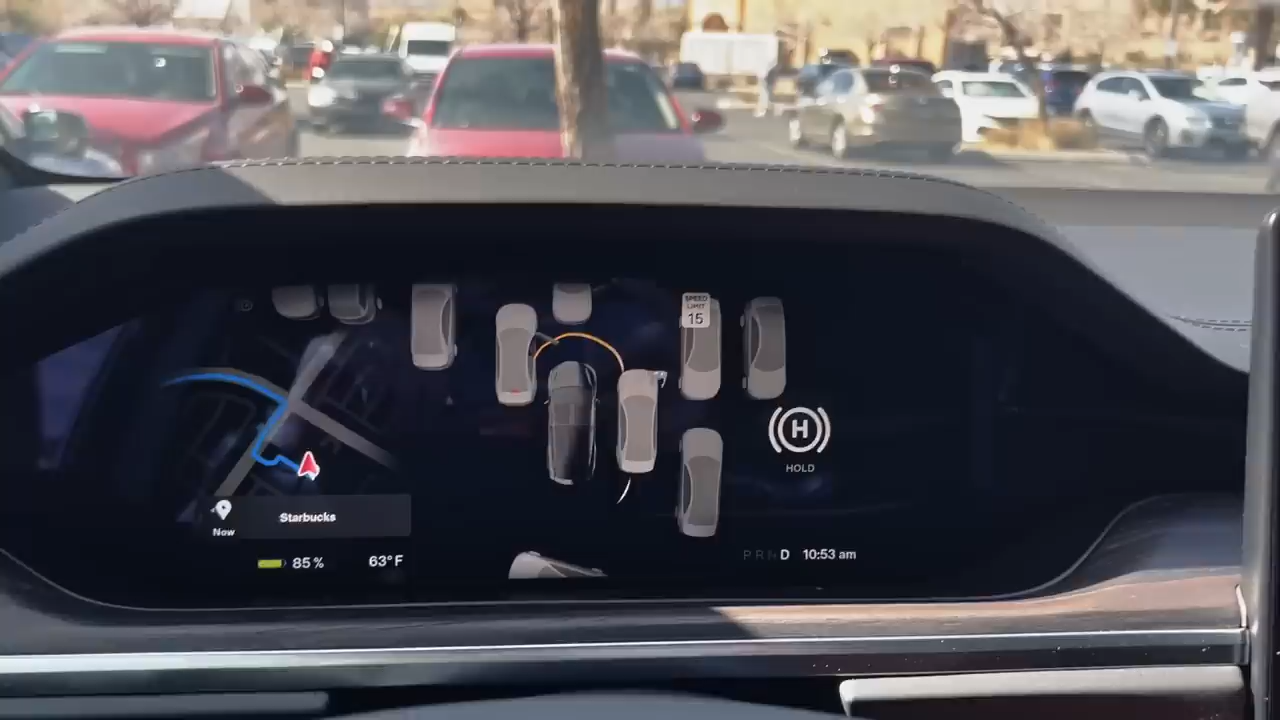 SPEED
LIMIT
15
H
HOLD
Starbucks
Now
85 %
63° F
P R N D 10:53 am